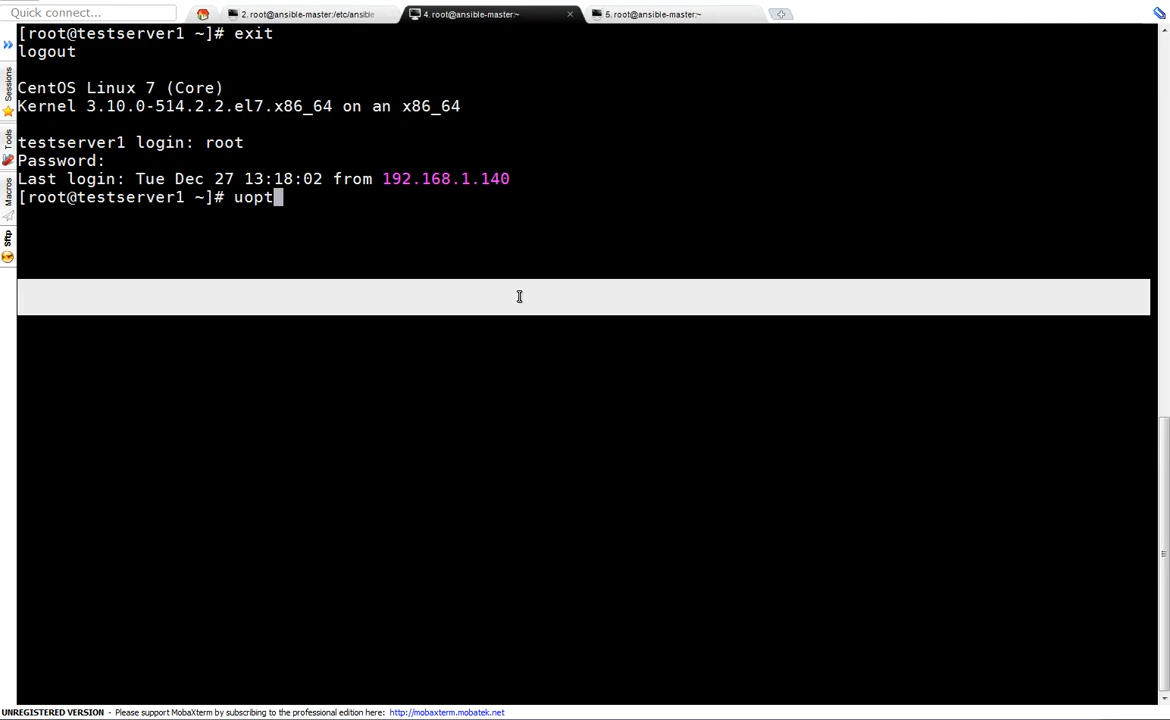 Quick connect...
2. root@ansible-master:/etc/ansible
4. root@ansible-master:~
5. root@ansible-master:~
Sessions
Tools
Macros
Sftp
[root@testserver1 ~]# exit
logout
CentOS Linux 7 (Core)
Kernel 3.10.0-514.2.2.el7.x86_64 on an x86_64
testserver1 login: root
Password:
Last login: Tue Dec 27 13:18:02 from 192.168.1.140
[root@testserver1 ~]# uopt
UNREGISTERED VERSION - Please support MobaXterm by subscribing to the professional edition here: http://mobaxterm.mobatek.net